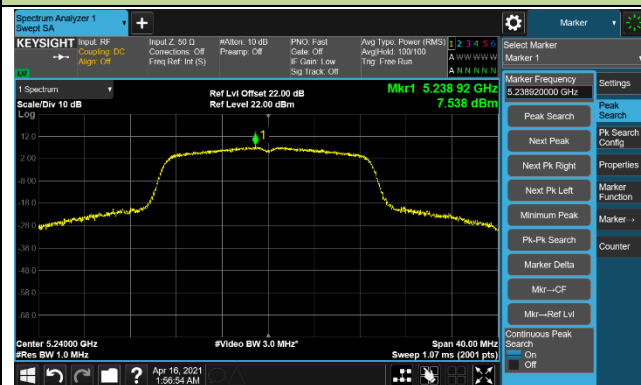 Spectrum Analyzer 1
Swept SA
+
Marker
KEYSIGHT
Input: RF
Coupling: DC
Align: Off
Input Z: 50 Ω
Corrections: Off
Freq Ref: Int (S)
#Atten: 10 dB
Preamp: Off
PNO: Fast
Gate: Off
IF Gain: Low
Sig Track: Off
Avg Type: Power (RMS)
Avg|Hold: 100/100
Trig: Free Run
1 2 3 4 5 6
A W W W W W
A N N N N N
LXI
Select Marker
Marker 1
1 Spectrum
Scale/Div 10 dB
Log
Ref Lvl Offset 22.00 dB
Ref Level 22.00 dBm
Mkr1 5.238 92 GHz
7.538 dBm
12.0
2.00
-8.00
-18.0
-28.0
-38.0
-48.0
-58.0
-68.0
1
Center 5.24000 GHz
#Res BW 1.0 MHz
#Video BW 3.0 MHz*
Span 40.00 MHz
Sweep 1.07 ms (2001 pts)
Marker Frequency
5.238920000 GHz
Peak Search
Next Peak
Next Pk Right
Next Pk Left
Minimum Peak
Pk-Pk Search
Marker Delta
Mkr→CF
Mkr→Ref Lvl
Continuous Peak
Search
On
Off
Settings
Peak
Search
Pk Search
Config
Properties
Marker
Function
Marker→
Counter
?
Apr 16, 2021
1:56:54 AM